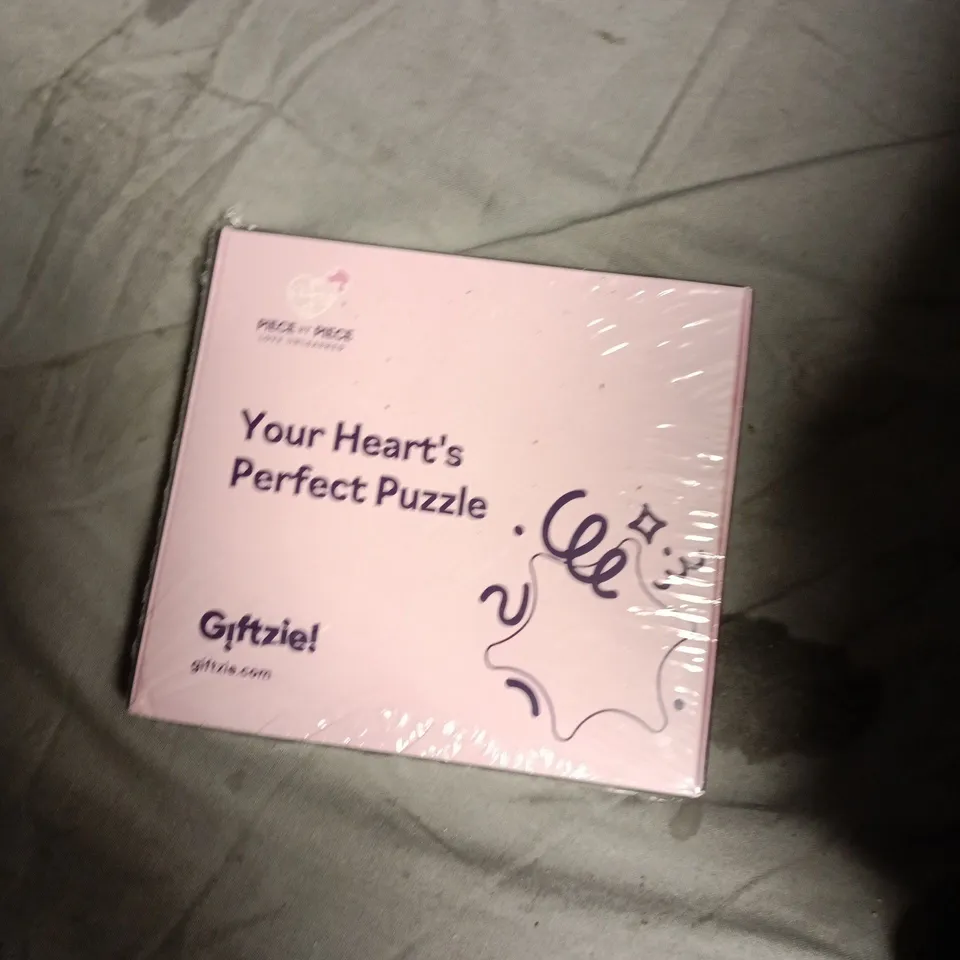 PIECE BY PIECE
Your Heart's
Perfect Puzzle
Giftzie!
giftzie.com